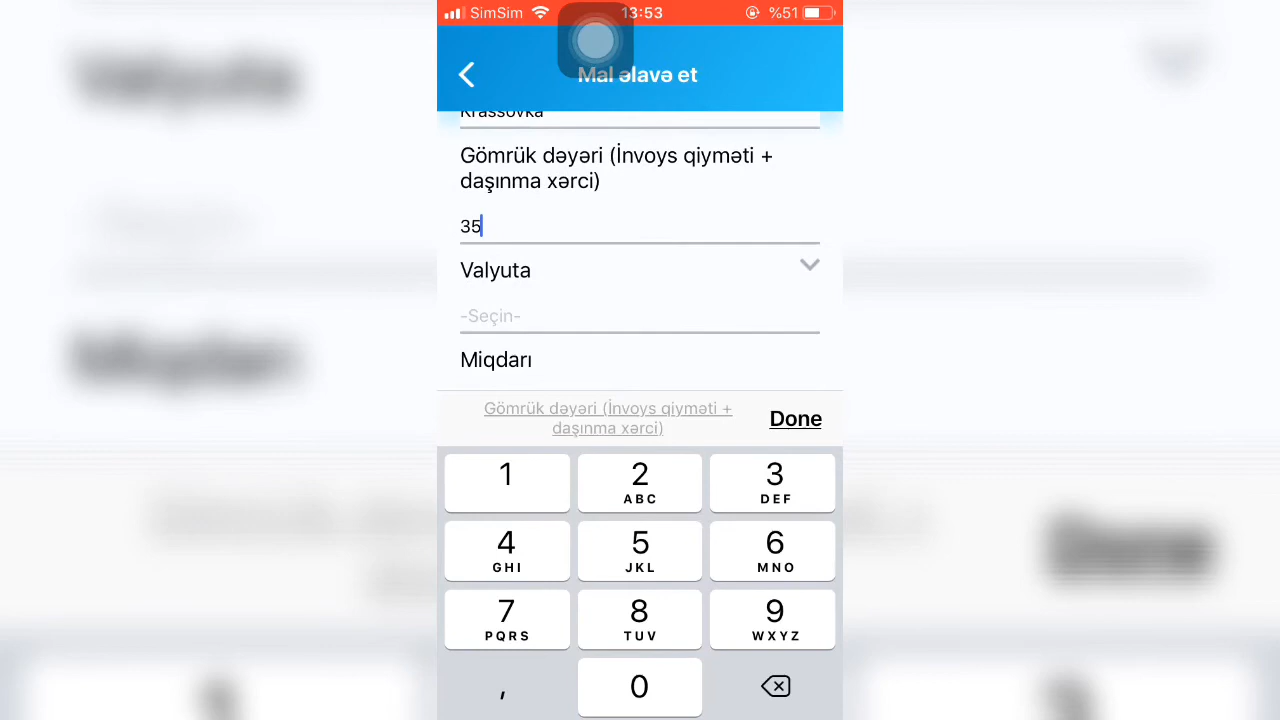 SimSim 13:53 %51
Mal əlavə et
Krassovka
Gömrük dəyəri (İnvoys qiyməti +
daşınma xərci)
35
Valyuta
-Seçin-
Miqdarı
Gömrük dəyəri (İnvoys qiyməti +
daşınma xərci)
Done
1
2 ABC
3 DEF
4 GHI
5 JKL
6 MNO
7 PQRS
8 TUV
9 WXYZ
,
0